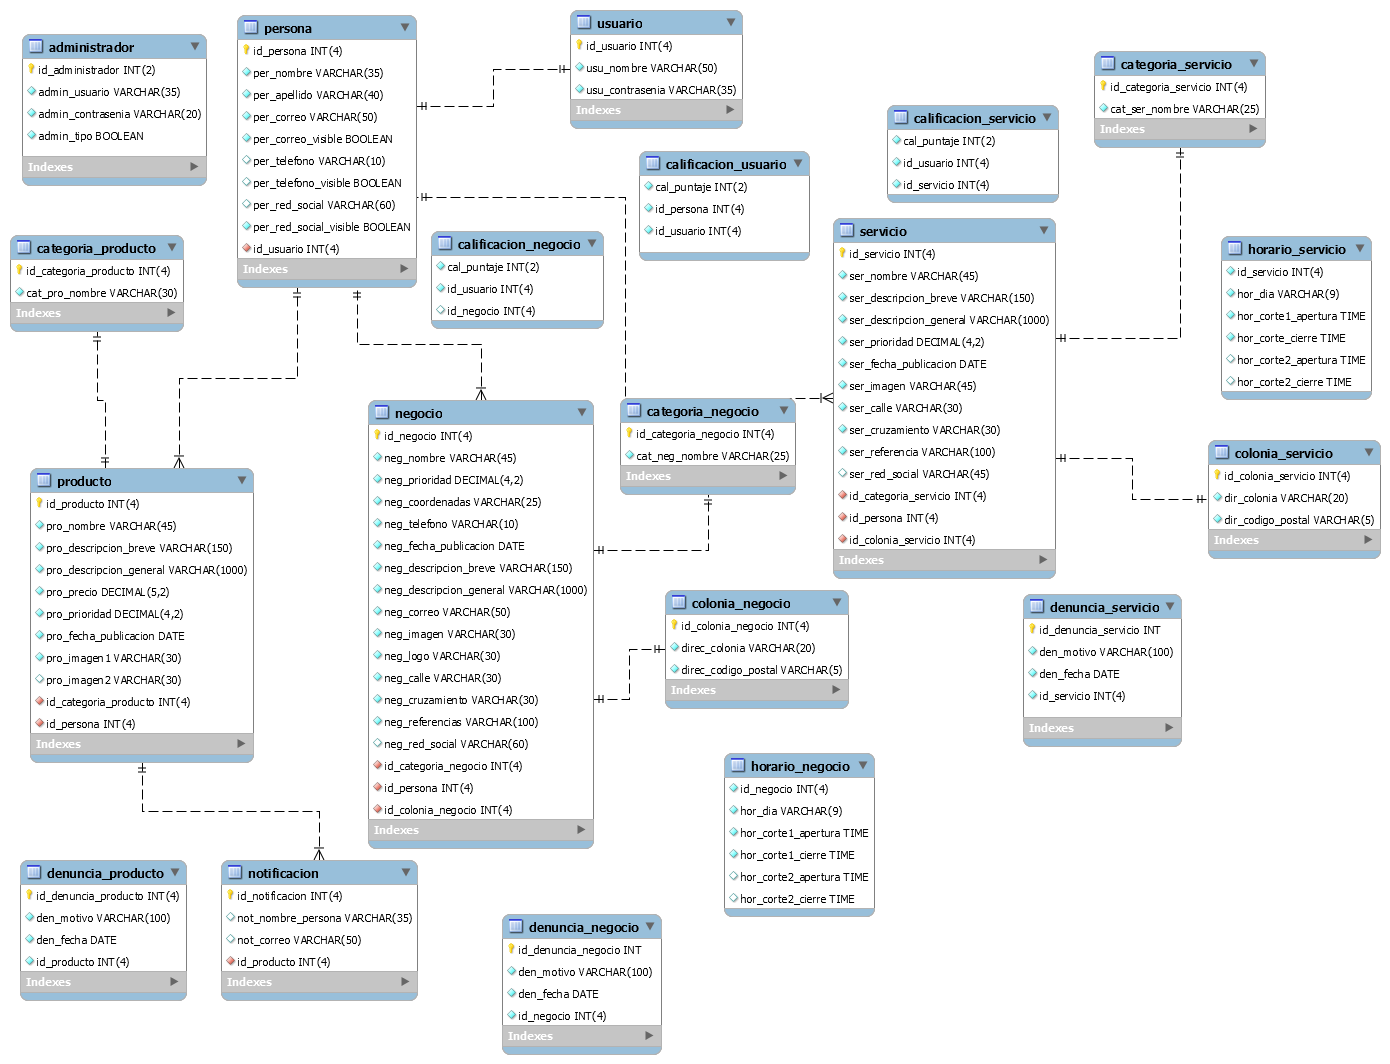 administrador
id_administrador INT(2)
admin_usuario VARCHAR(35)
admin_contrasenia VARCHAR(20)
admin_tipo BOOLEAN
Indexes
persona
id_persona INT(4)
per_nombre VARCHAR(35)
per_apellido VARCHAR(40)
per_correo VARCHAR(50)
per_correo_visible BOOLEAN
per_telefono VARCHAR(10)
per_telefono_visible BOOLEAN
per_red_social VARCHAR(60)
per_red_social_visible BOOLEAN
id_usuario INT(4)
Indexes
usuario
id_usuario INT(4)
usu_nombre VARCHAR(50)
usu_contrasenia VARCHAR(35)
Indexes
categoria_servicio
id_categoria_servicio INT(4)
cat_ser_nombre VARCHAR(25)
Indexes
calificacion_servicio
cal_puntaje INT(2)
id_usuario INT(4)
id_servicio INT(4)
calificacion_usuario
cal_puntaje INT(2)
id_persona INT(4)
id_usuario INT(4)
categoria_producto
id_categoria_producto INT(4)
cat_pro_nombre VARCHAR(30)
Indexes
calificacion_negocio
cal_puntaje INT(2)
id_usuario INT(4)
id_negocio INT(4)
servicio
id_servicio INT(4)
ser_nombre VARCHAR(45)
ser_descripcion_breve VARCHAR(150)
ser_descripcion_general VARCHAR(1000)
ser_prioridad DECIMAL(4,2)
ser_fecha_publicacion DATE
ser_imagen VARCHAR(45)
ser_calle VARCHAR(30)
ser_cruzamiento VARCHAR(30)
ser_referencia VARCHAR(100)
ser_red_social VARCHAR(45)
id_categoria_servicio INT(4)
id_persona INT(4)
id_colonia_servicio INT(4)
Indexes
horario_servicio
id_servicio INT(4)
hor_dia VARCHAR(9)
hor_corte1_apertura TIME
hor_corte_cierre TIME
hor_corte2_apertura TIME
hor_corte2_cierre TIME
negocio
id_negocio INT(4)
neg_nombre VARCHAR(45)
neg_prioridad DECIMAL(4,2)
neg_coordenadas VARCHAR(25)
neg_telefono VARCHAR(10)
neg_fecha_publicacion DATE
neg_descripcion_breve VARCHAR(150)
neg_descripcion_general VARCHAR(1000)
neg_correo VARCHAR(50)
neg_imagen VARCHAR(30)
neg_logo VARCHAR(30)
neg_calle VARCHAR(30)
neg_cruzamiento VARCHAR(30)
neg_referencias VARCHAR(100)
neg_red_social VARCHAR(60)
id_categoria_negocio INT(4)
id_persona INT(4)
id_colonia_negocio INT(4)
Indexes
categoria_negocio
id_categoria_negocio INT(4)
cat_neg_nombre VARCHAR(25)
Indexes
colonia_servicio
id_colonia_servicio INT(4)
dir_colonia VARCHAR(20)
dir_codigo_postal VARCHAR(5)
Indexes
producto
id_producto INT(4)
pro_nombre VARCHAR(45)
pro_descripcion_breve VARCHAR(150)
pro_descripcion_general VARCHAR(1000)
pro_precio DECIMAL(5,2)
pro_prioridad DECIMAL(4,2)
pro_fecha_publicacion DATE
pro_imagen1 VARCHAR(30)
pro_imagen2 VARCHAR(30)
id_categoria_producto INT(4)
id_persona INT(4)
Indexes
colonia_negocio
id_colonia_negocio INT(4)
direc_colonia VARCHAR(20)
direc_codigo_postal VARCHAR(5)
Indexes
denuncia_servicio
id_denuncia_servicio INT
den_motivo VARCHAR(100)
den_fecha DATE
id_servicio INT(4)
Indexes
horario_negocio
id_negocio INT(4)
hor_dia VARCHAR(9)
hor_corte1_apertura TIME
hor_corte1_cierre TIME
hor_corte2_apertura TIME
hor_corte2_cierre TIME
denuncia_producto
id_denuncia_producto INT(4)
den_motivo VARCHAR(100)
den_fecha DATE
id_producto INT(4)
Indexes
notificacion
id_notificacion INT(4)
not_nombre_persona VARCHAR(35)
not_correo VARCHAR(50)
id_producto INT(4)
Indexes
denuncia_negocio
id_denuncia_negocio INT
den_motivo VARCHAR(100)
den_fecha DATE
id_negocio INT(4)
Indexes